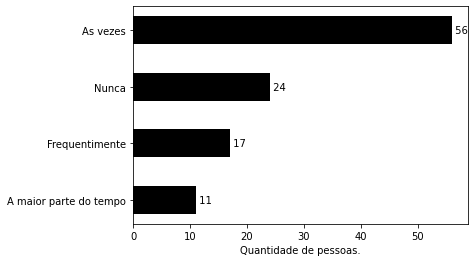 As vezes
56
Nunca
24
Frequentimente
17
A maior parte do tempo
11
0 10 20 30 40 50
Quantidade de pessoas.